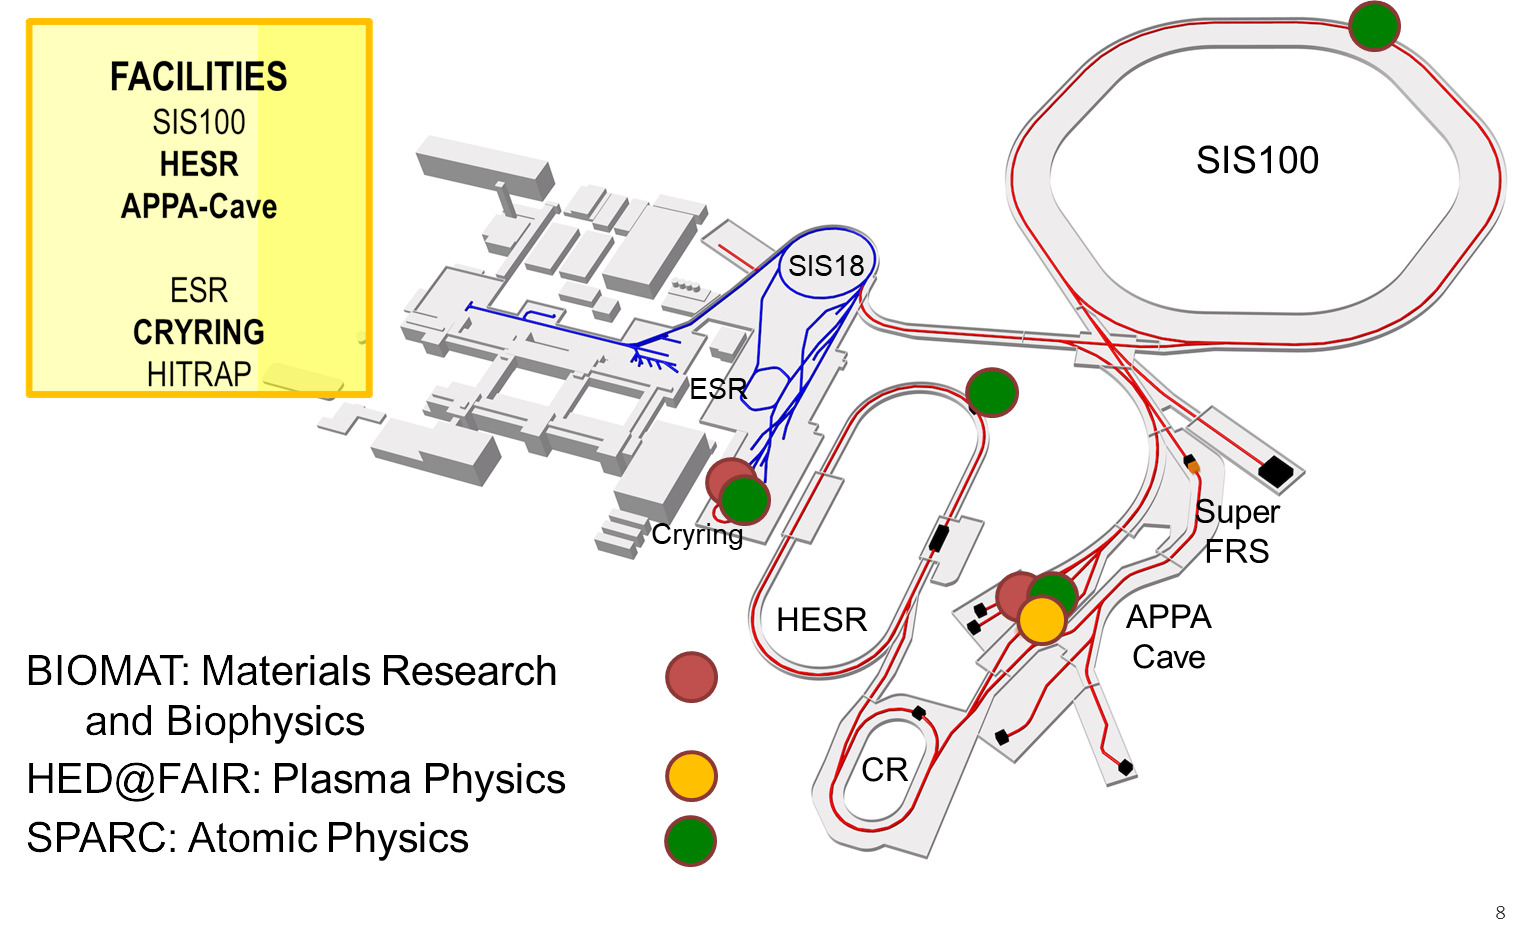 FACILITIES
SIS100
HESR
APPA-Cave
ESR
CRYRING
HITRAP
SIS100
SIS18
ESR
Cryring
Super
FRS
HESR
APPA
Cave
CR
BIOMAT: Materials Research
and Biophysics
HED@FAIR: Plasma Physics
SPARC: Atomic Physics
8